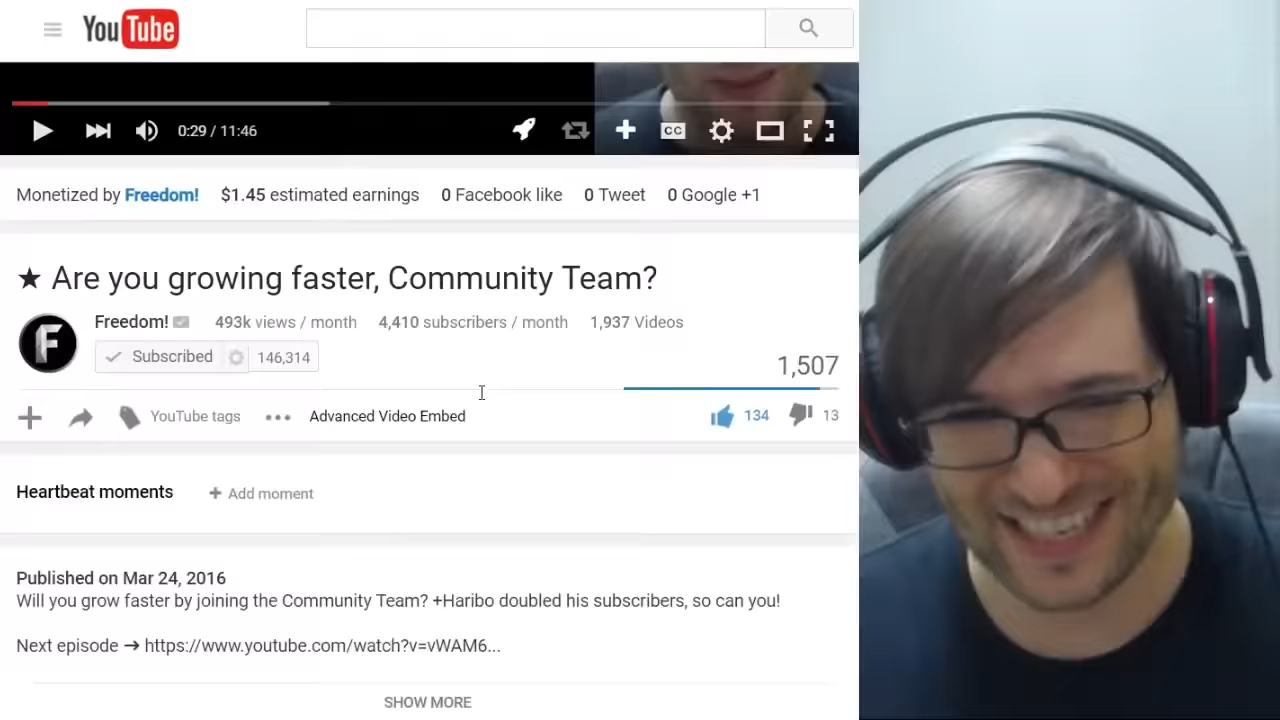 YouTube
0:29 / 11:46
CC
Monetized by Freedom! $1.45 estimated earnings 0 Facebook like 0 Tweet 0 Google +1
★ Are you growing faster, Community Team?
F
Freedom! 493k views / month 4,410 subscribers / month 1,937 Videos
Subscribed 146,314
1,507
YouTube tags ••• Advanced Video Embed 134 13
Heartbeat moments + Add moment
Published on Mar 24, 2016
Will you grow faster by joining the Community Team? +Haribo doubled his subscribers, so can you!
Next episode ➔ https://www.youtube.com/watch?v=vWAM6...
SHOW MORE